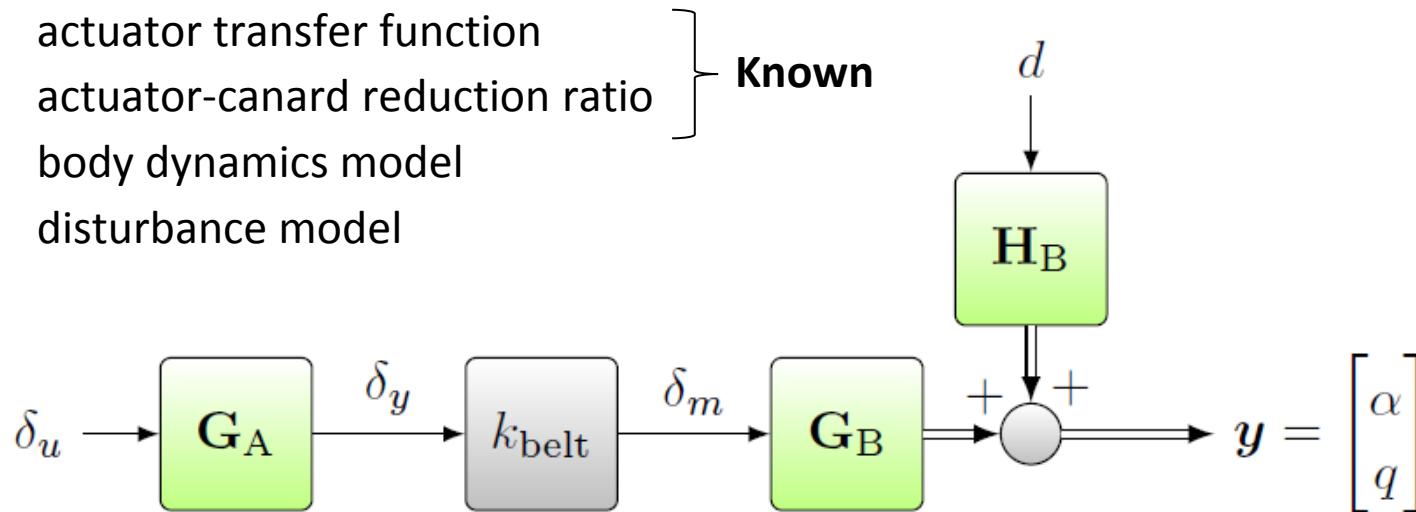 actuator transfer function
actuator-canard reduction ratio
Known
body dynamics model
disturbance model
d
H_B
δ_u
G_A
δ_y
k_belt
δ_m
G_B
+
+
y = [α q]